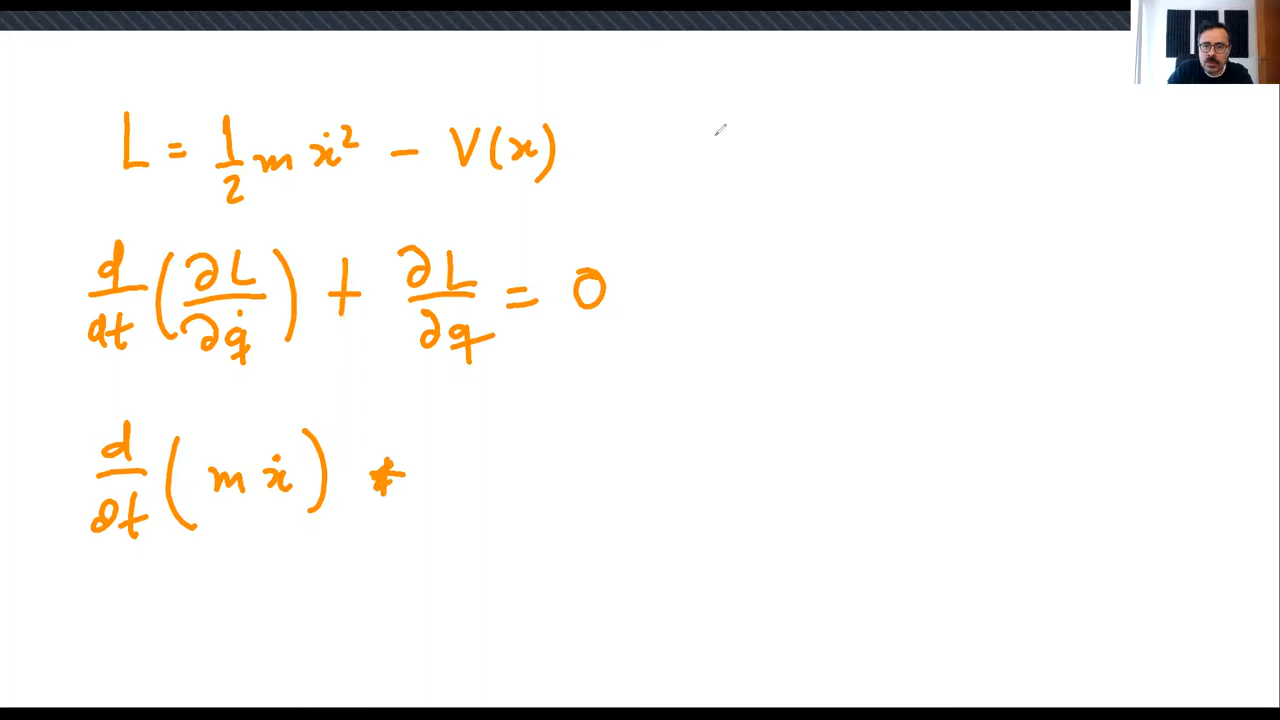 L = 1/2 m ẋ² − V(x)
d/dt (∂L/∂q̇) + ∂L/∂q = 0
d/dt (m ẋ)